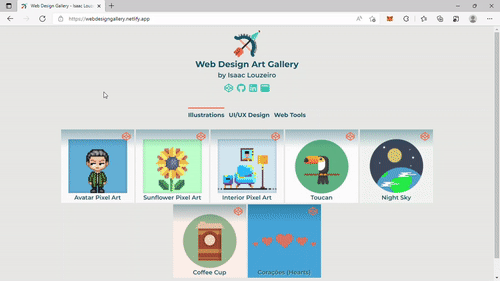 Web Design Gallery - Isaac Louz
https://webdesigngallery.netlify.app
Web Design Art Gallery
by Isaac Louzeiro
Illustrations UI/UX Design Web Tools
Avatar Pixel Art Sunflower Pixel Art Interior Pixel Art Toucan Night Sky
Coffee Cup Corações (Hearts)